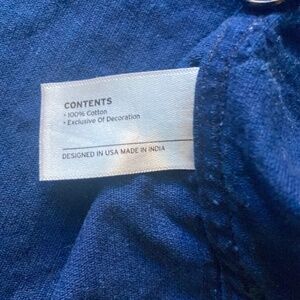 CONTENTS
• 100% Cotton
• Exclusive Of Decoration
DESIGNED IN USA MADE IN INDIA